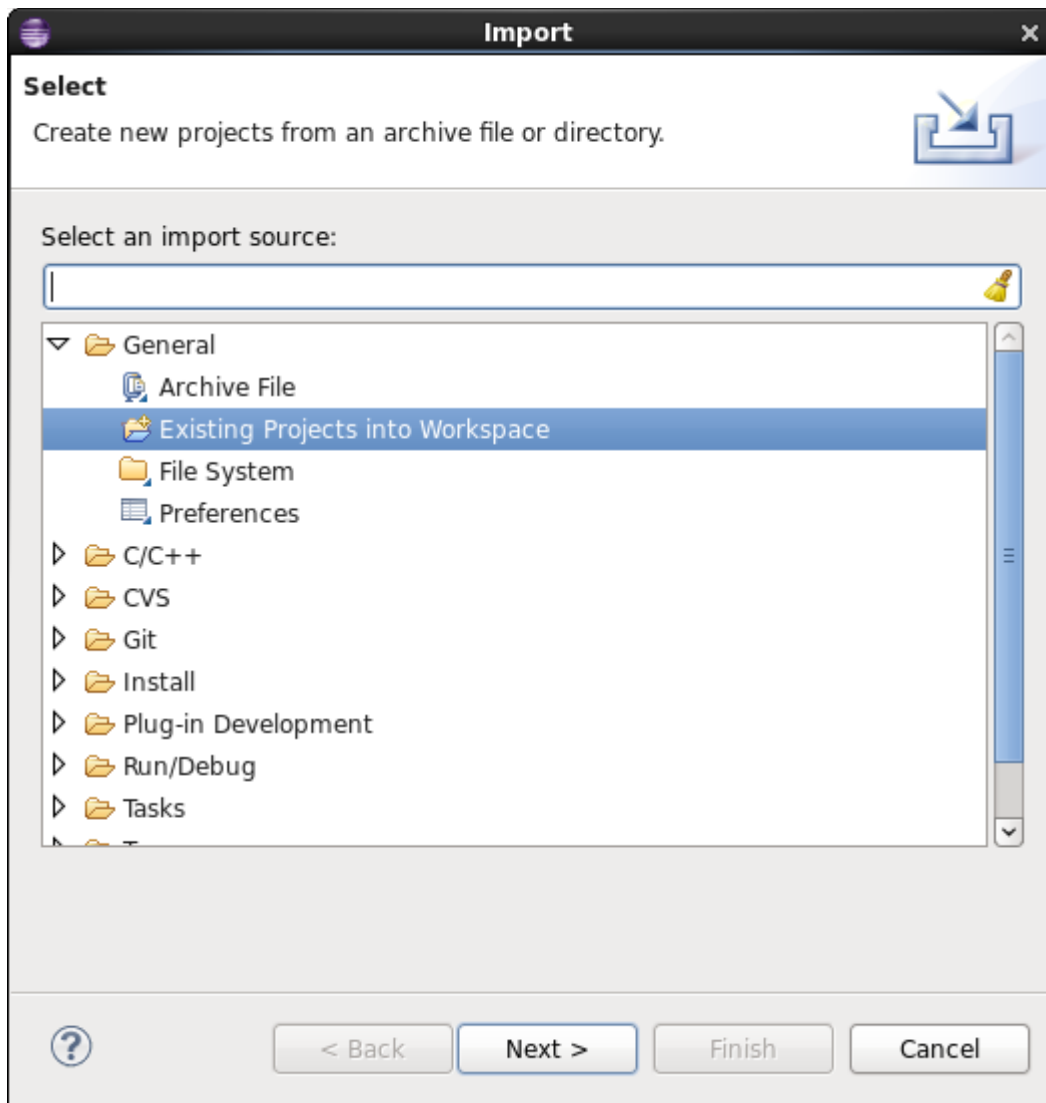 Import
Select
Create new projects from an archive file or directory.
Select an import source:
General
Archive File
Existing Projects into Workspace
File System
Preferences
C/C++
CVS
Git
Install
Plug-in Development
Run/Debug
Tasks
< Back Next > Finish Cancel